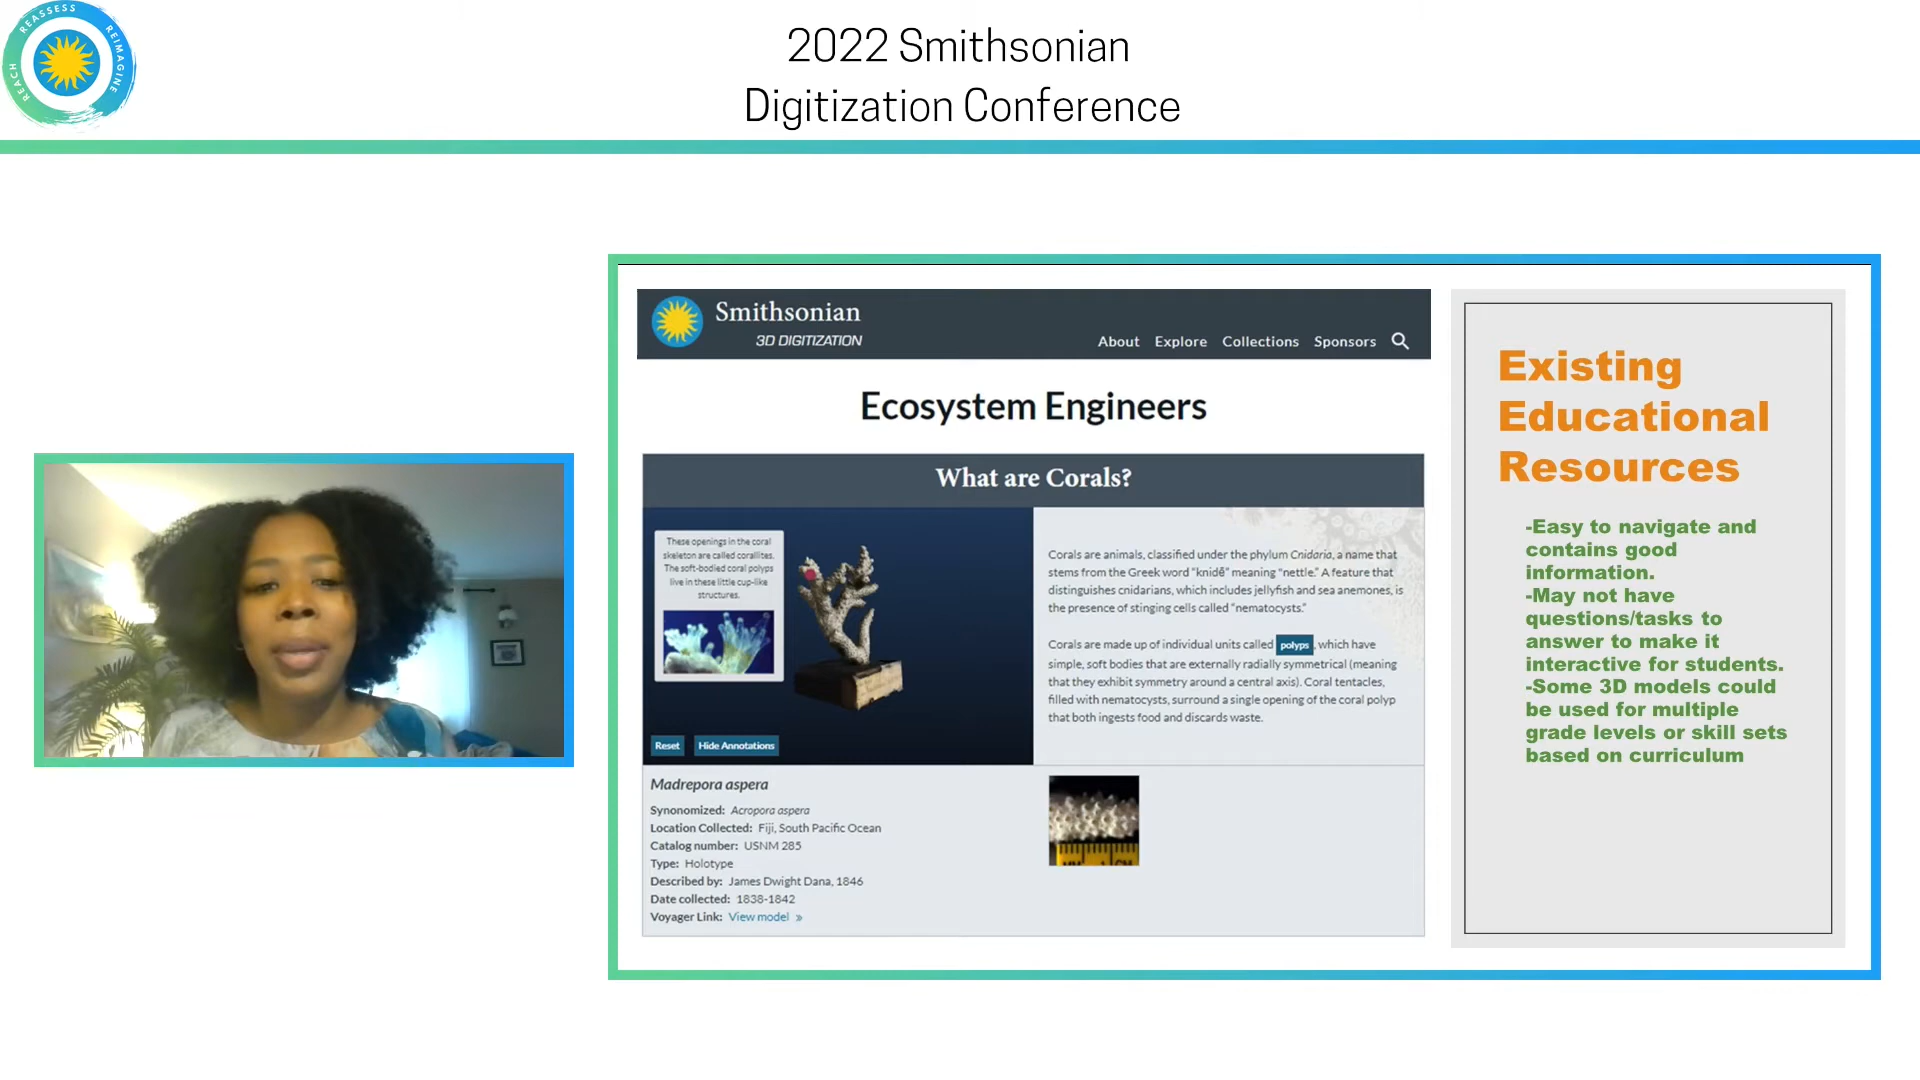 REACH REASSESS REIMAGINE
2022 Smithsonian
Digitization Conference
Smithsonian
3D DIGITIZATION
About Explore Collections Sponsors
Ecosystem Engineers
What are Corals?
These openings in the coral
skeleton are called corallites.
The soft-bodied coral polyps
live in these little cup-like
structures.
Reset Hide Annotations
Corals are animals, classified under the phylum Cnidaria, a name that
stems from the Greek word "knidē" meaning "nettle." A feature that
distinguishes cnidarians, which includes jellyfish and sea anemones, is
the presence of stinging cells called "nematocysts."
Corals are made up of individual units called polyps, which have
simple, soft bodies that are externally radially symmetrical (meaning
that they exhibit symmetry around a central axis). Coral tentacles,
filled with nematocysts, surround a single opening of the coral polyp
that both ingests food and discards waste.
Madrepora aspera
Synonomized: Acropora aspera
Location Collected: Fiji, South Pacific Ocean
Catalog number: USNM 285
Type: Holotype
Described by: James Dwight Dana, 1846
Date collected: 1838-1842
Voyager Link: View model »
MM 1 CM
Existing
Educational
Resources
-Easy to navigate and
contains good
information.
-May not have
questions/tasks to
answer to make it
interactive for students.
-Some 3D models could
be used for multiple
grade levels or skill sets
based on curriculum